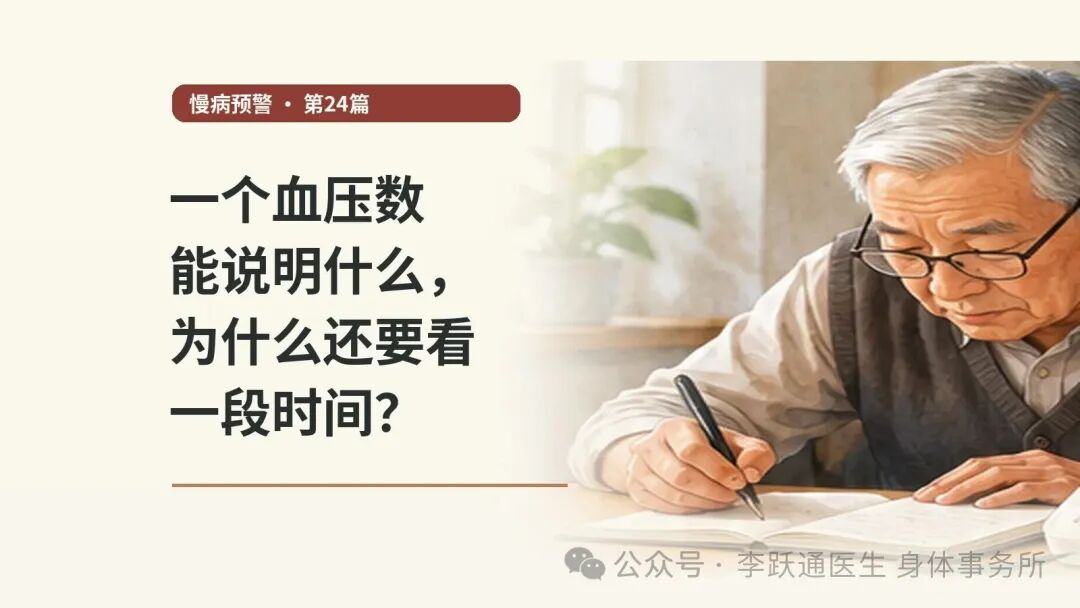 慢病预警 · 第24篇
一个血压数
能说明什么，
为什么还要看
一段时间？
公众号 · 李跃通医生 身体事务所